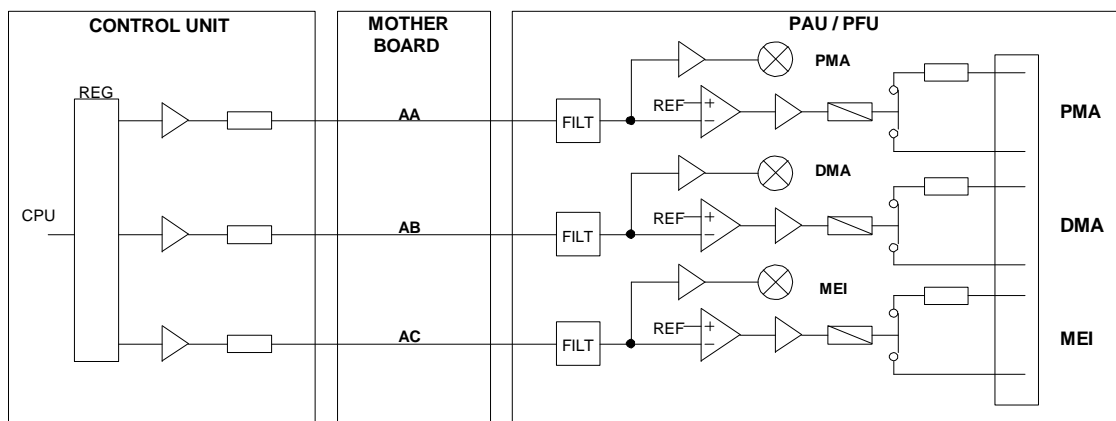 CONTROL UNIT
MOTHER
BOARD
PAU / PFU
REG
CPU
AA
FILT
REF
+
−
PMA
PMA
AB
FILT
REF
+
−
DMA
DMA
AC
FILT
REF
+
−
MEI
MEI